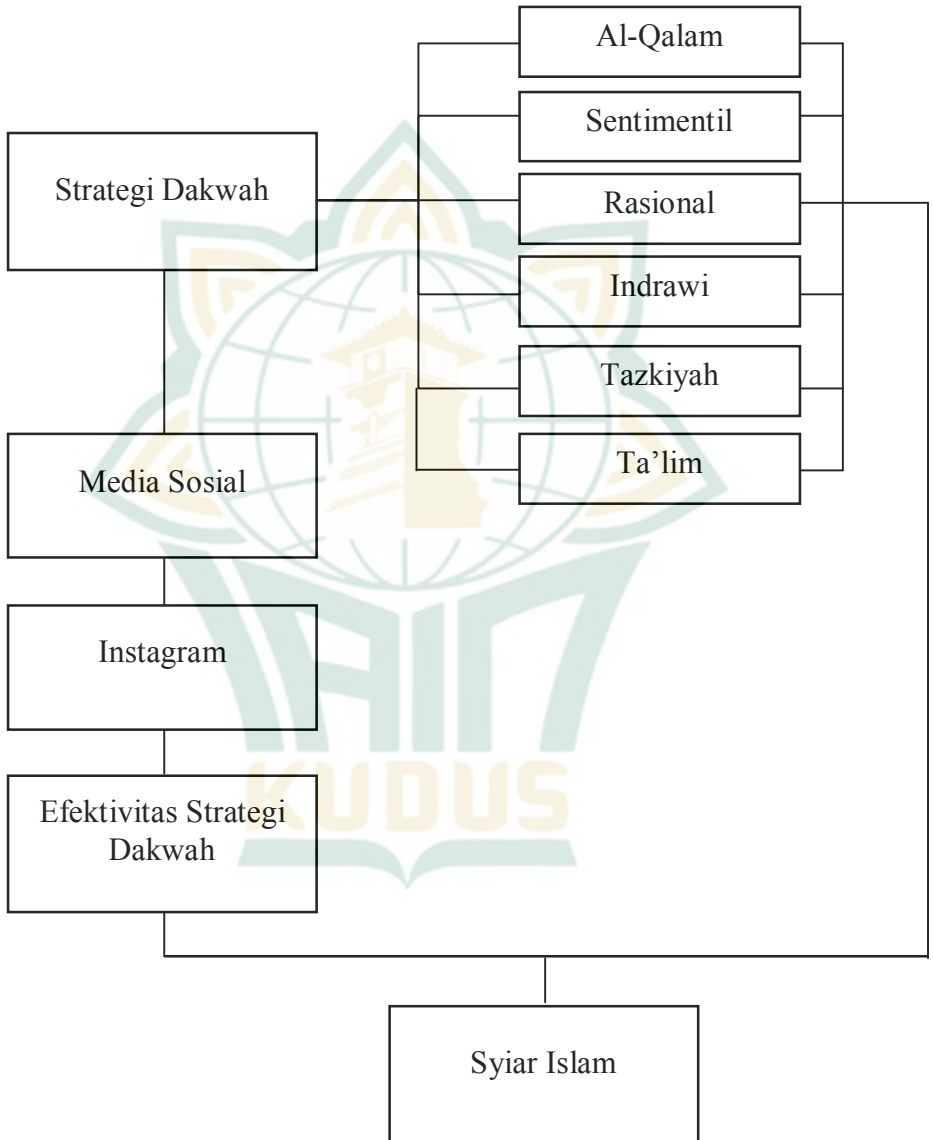 Al-Qalam
Sentimentil
Strategi Dakwah
Rasional
Indrawi
Tazkiyah
Ta’lim
Media Sosial
Instagram
Efektivitas Strategi
Dakwah
Syiar Islam
IAIN
KUDUS